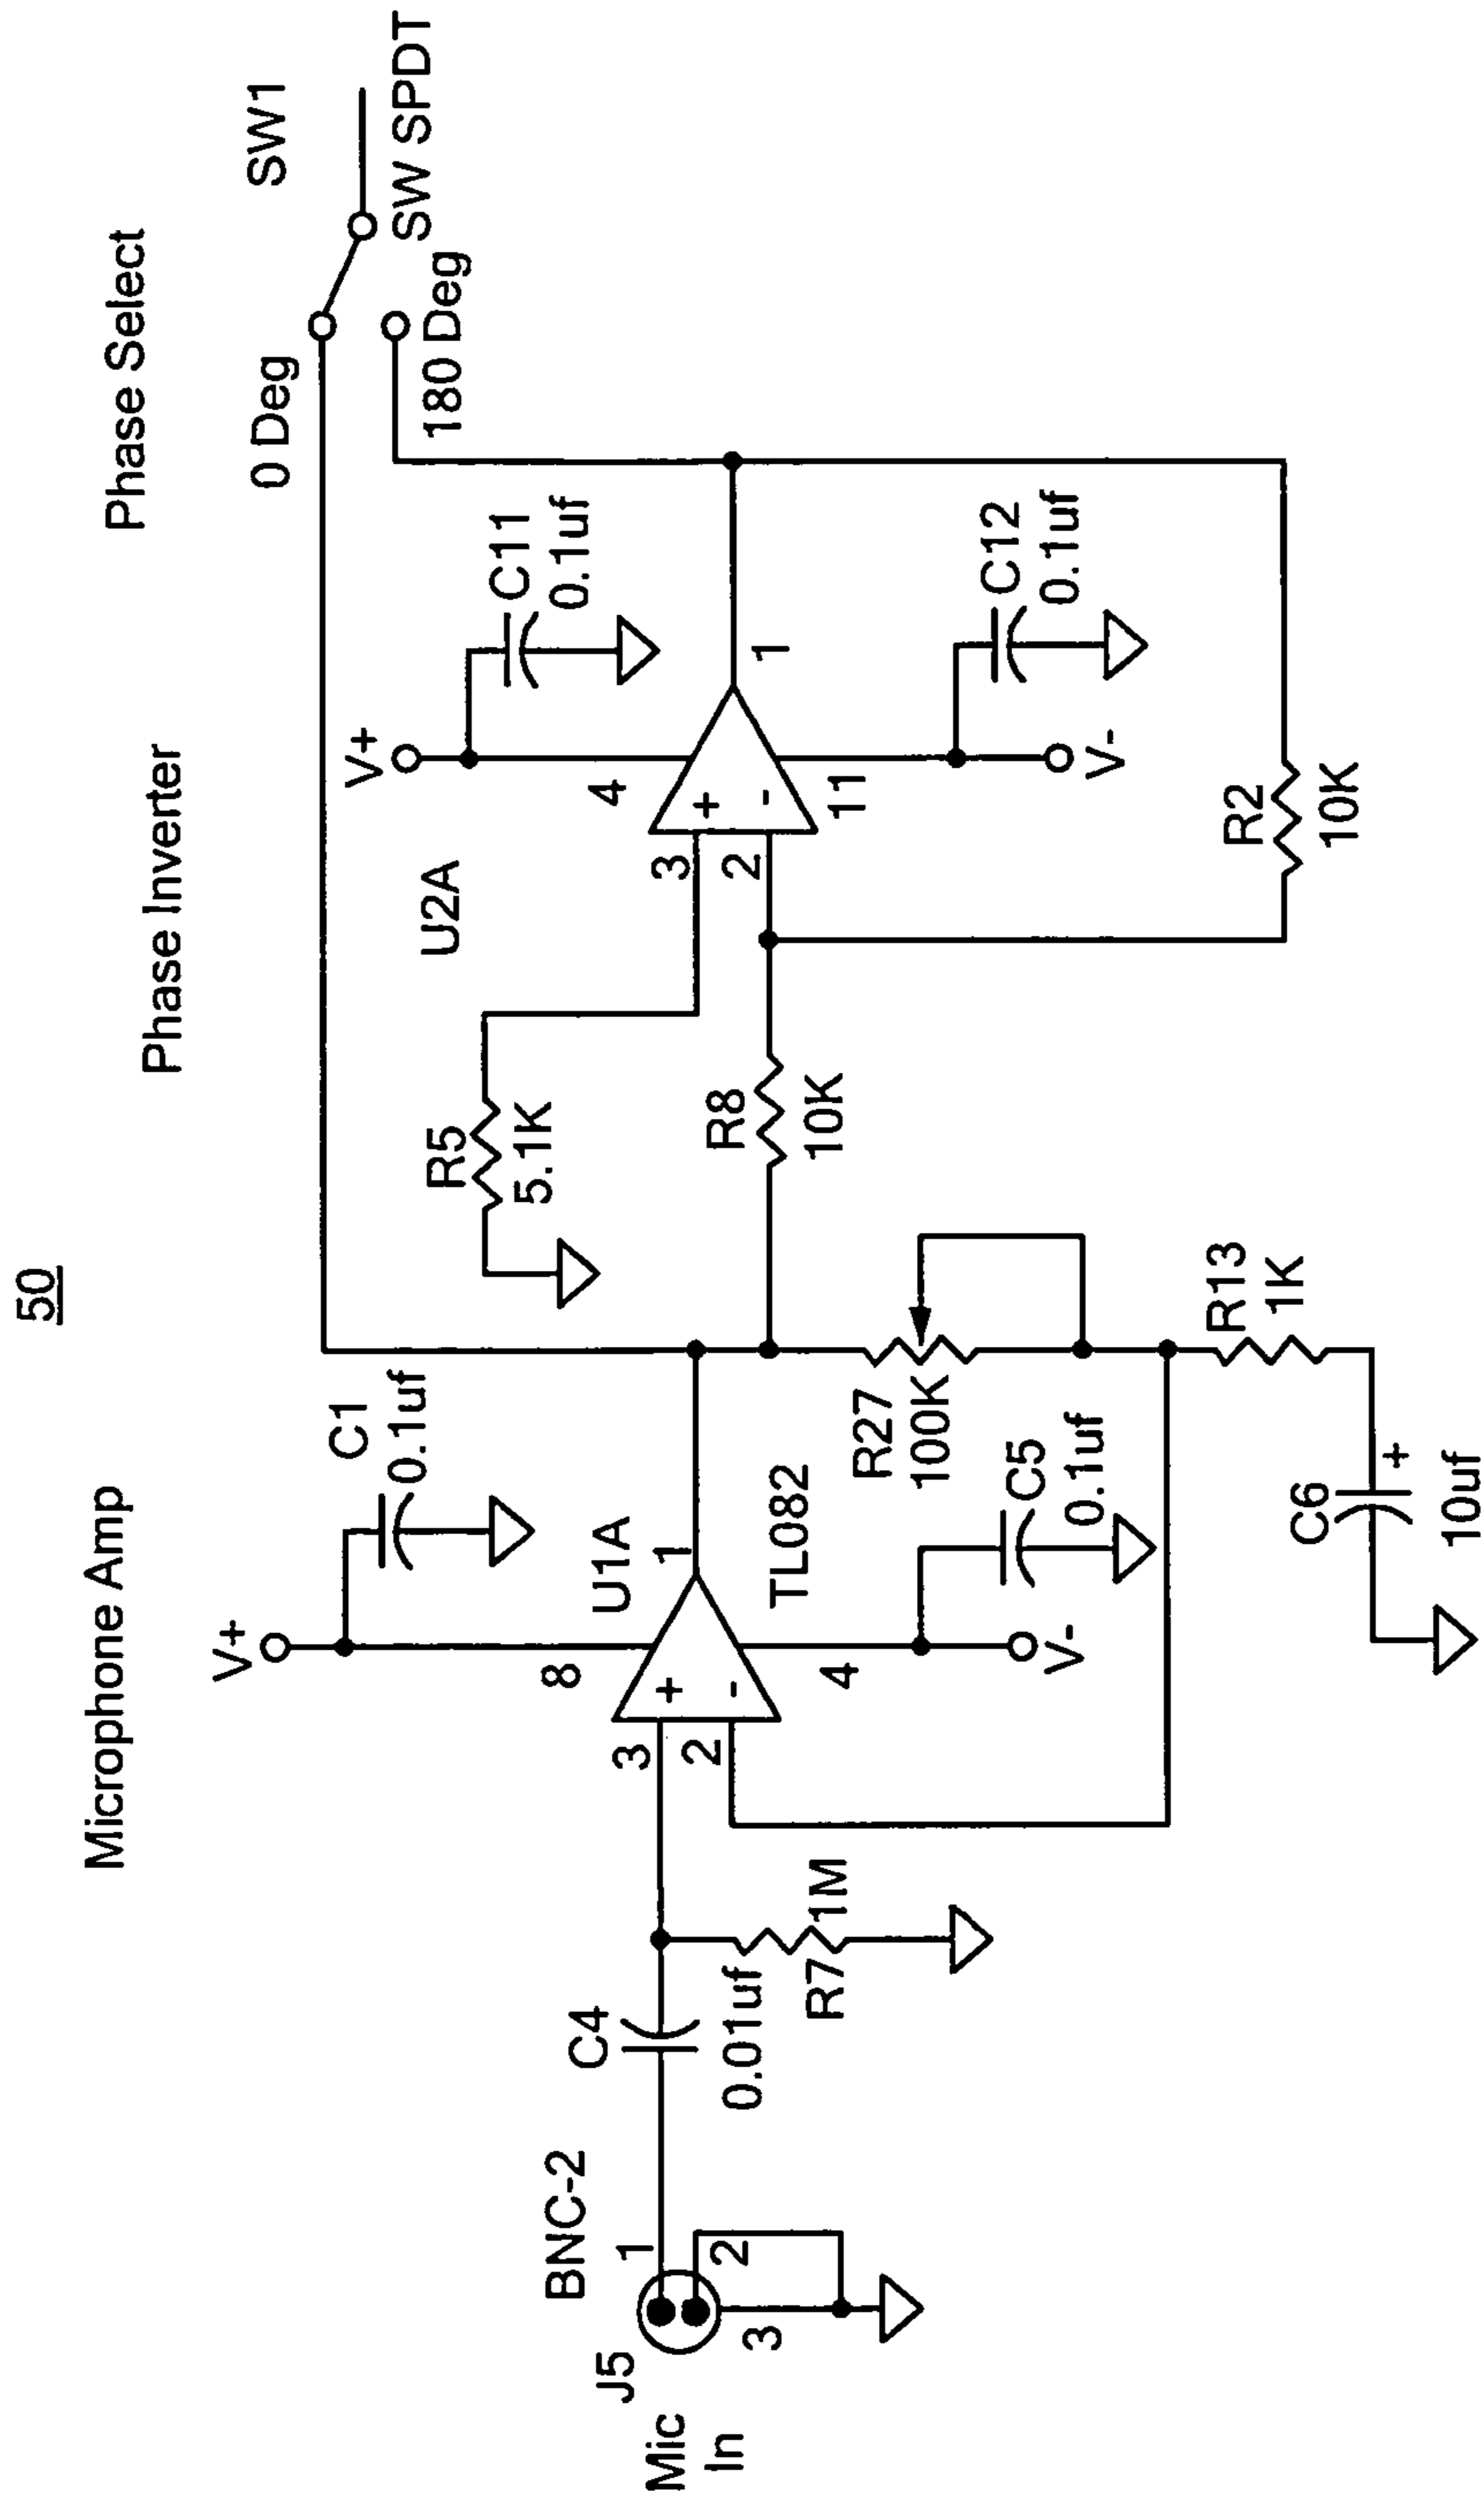 50
Microphone Amp
Phase Inverter
Phase Select
Mic
In
J5
BNC-2
1
2
3
C4
0.01uf
R7
1M
V+
C1
0.1uf
8
U1A
3
2
+
-
1
TL082
4
V-
C5
0.1uf
R27
100K
R13
1K
C6
+
10uf
R5
5.1K
R8
10K
U2A
V+
C11
0.1uf
4
3
2
+
-
1
11
V-
C12
0.1uf
R2
10K
0 Deg
180 Deg
SW1
SW SPDT